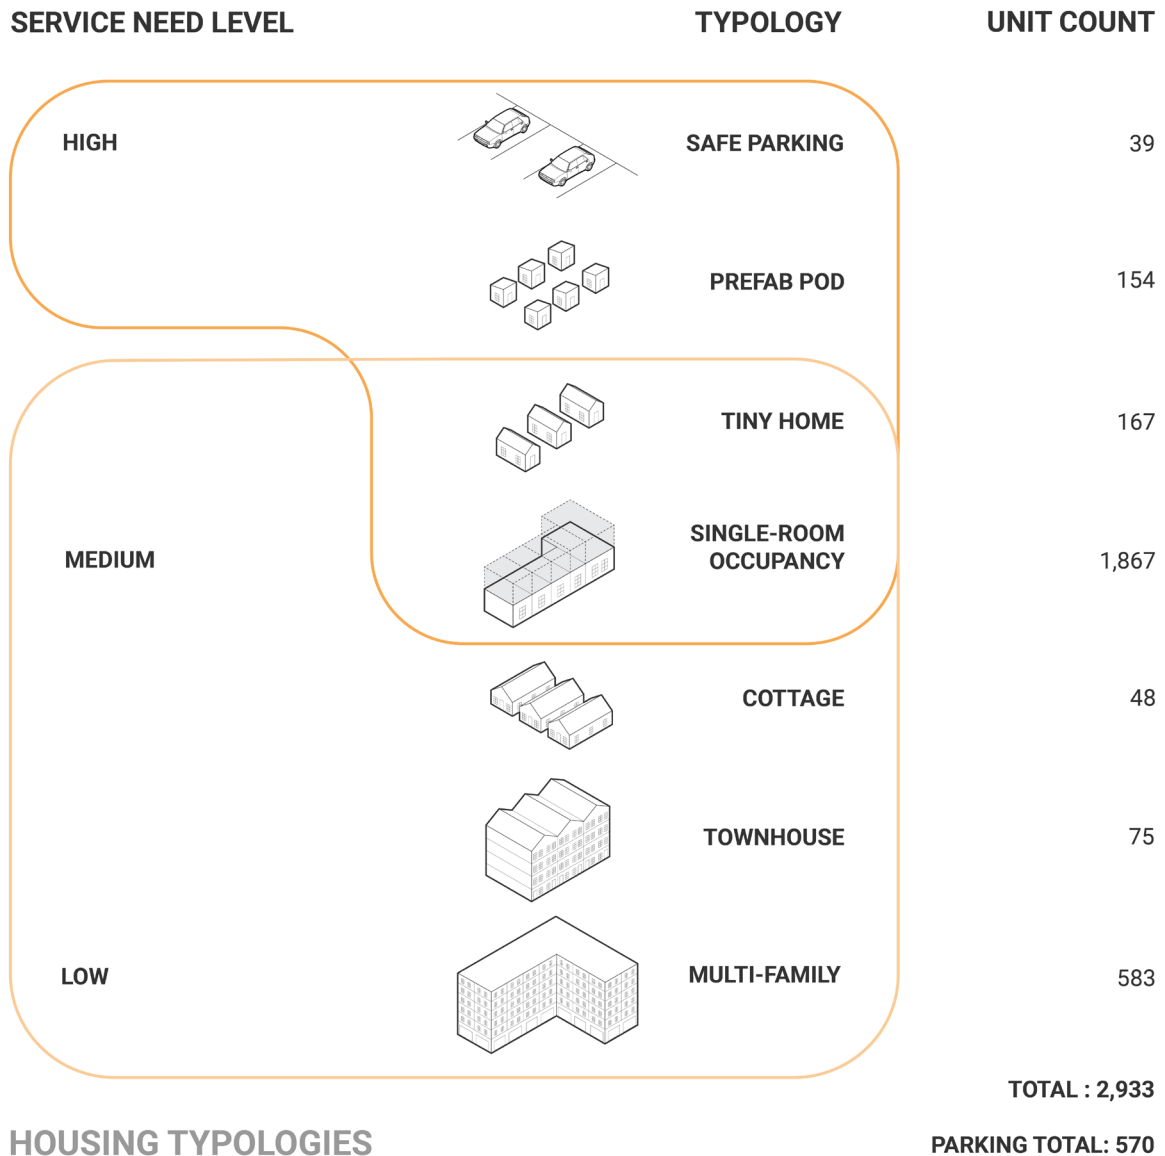 SERVICE NEED LEVEL TYPOLOGY UNIT COUNT
HIGH SAFE PARKING 39
PREFAB POD 154
TINY HOME 167
SINGLE-ROOM
MEDIUM OCCUPANCY 1,867
COTTAGE 48
TOWNHOUSE 75
LOW MULTI-FAMILY 583
TOTAL : 2,933
HOUSING TYPOLOGIES PARKING TOTAL: 570